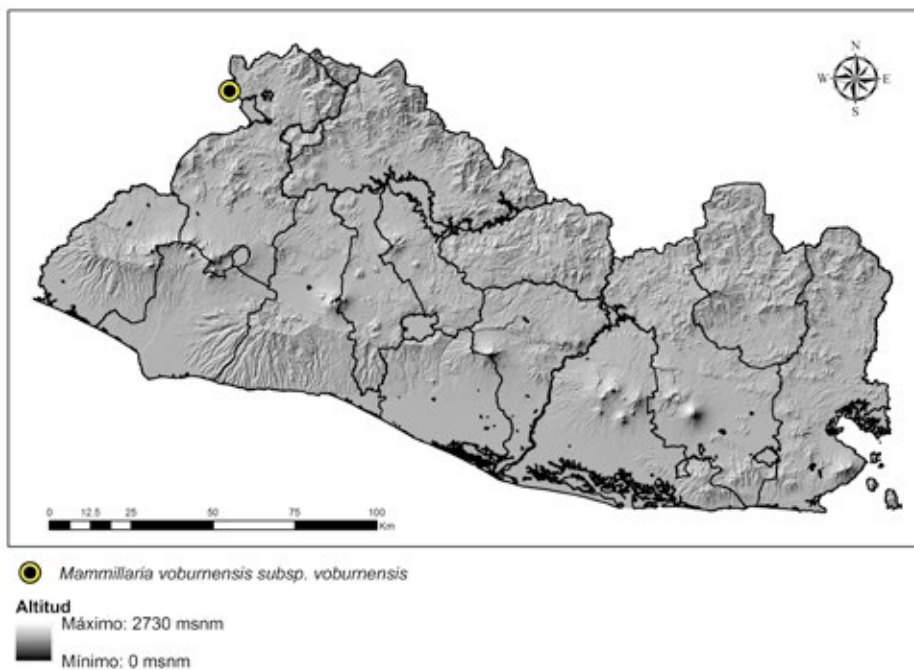 N
W E
S
0 12.5 25 50 75 100
Km
Mammillaria voburnensis subsp. voburnensis
Altitud
Máximo: 2730 msnm
Mínimo: 0 msnm